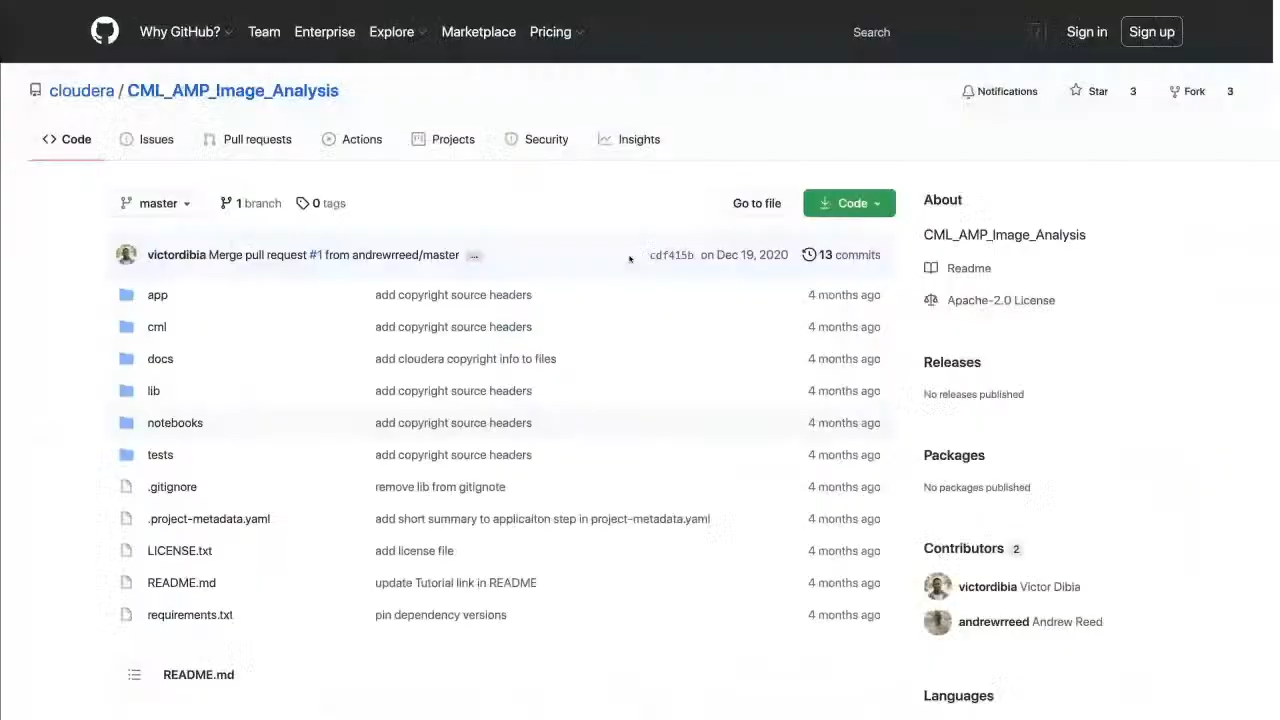 Why GitHub? Team Enterprise Explore Marketplace Pricing Search Sign in Sign up
cloudera / CML_AMP_Image_Analysis Notifications Star 3 Fork 3
Code Issues Pull requests Actions Projects Security Insights
master 1 branch 0 tags Go to file Code
victordibia Merge pull request #1 from andrewrreed/master ... cdf415b on Dec 19, 2020 13 commits
app add copyright source headers 4 months ago
cml add copyright source headers 4 months ago
docs add cloudera copyright info to files 4 months ago
lib add copyright source headers 4 months ago
notebooks add copyright source headers 4 months ago
tests add copyright source headers 4 months ago
.gitignore remove lib from gitignote 4 months ago
.project-metadata.yaml add short summary to applicaiton step in project-metadata.yaml 4 months ago
LICENSE.txt add license file 4 months ago
README.md update Tutorial link in README 4 months ago
requirements.txt pin dependency versions 4 months ago
README.md
About
CML_AMP_Image_Analysis
Readme
Apache-2.0 License
Releases
No releases published
Packages
No packages published
Contributors 2
victordibia Victor Dibia
andrewrreed Andrew Reed
Languages